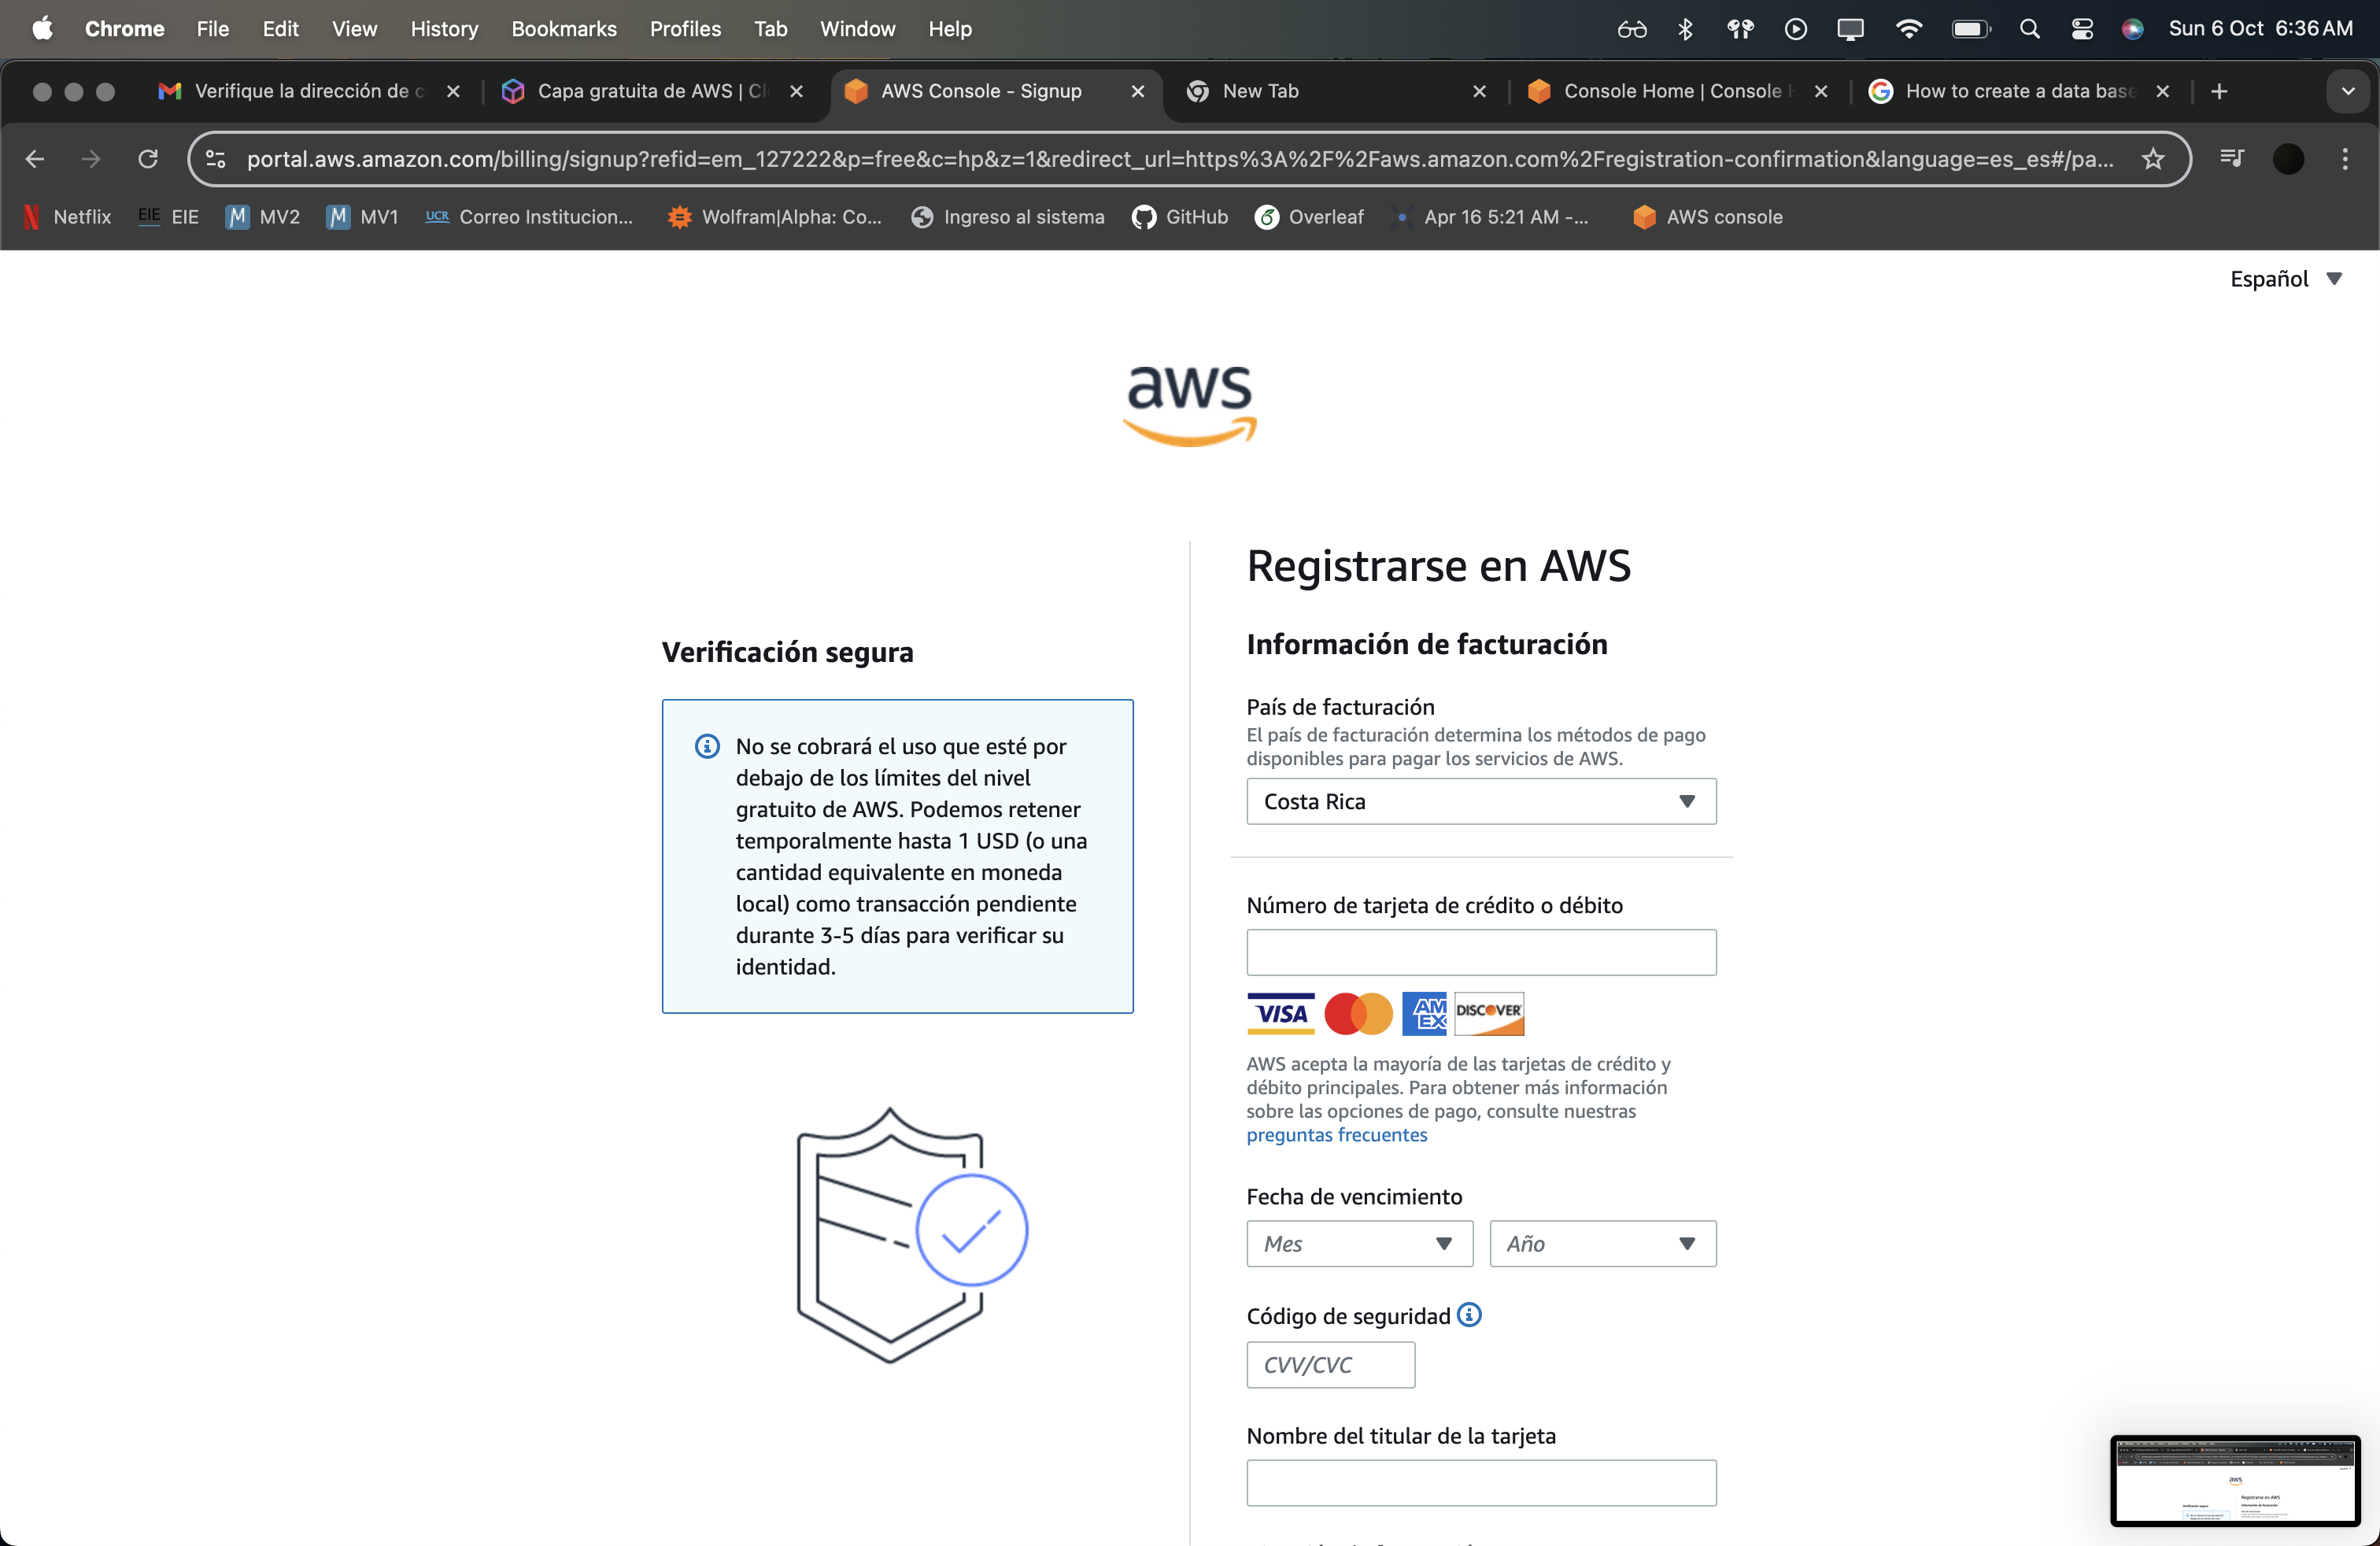 Chrome File Edit View History Bookmarks Profiles Tab Window Help Sun 6 Oct 6:36 AM
Verifique la dirección de c Capa gratuita de AWS | Cl AWS Console - Signup New Tab Console Home | Console How to create a data base
portal.aws.amazon.com/billing/signup?refid=em_127222&p=free&c=hp&z=1&redirect_url=https%3A%2F%2Faws.amazon.com%2Fregistration-confirmation&language=es_es#/pa...
Netflix EIE EIE MV2 MV1 UCR Correo Institucion... Wolfram|Alpha: Co... Ingreso al sistema GitHub Overleaf Apr 16 5:21 AM -... AWS console
Español
aws
Verificación segura
No se cobrará el uso que esté por
debajo de los límites del nivel
gratuito de AWS. Podemos retener
temporalmente hasta 1 USD (o una
cantidad equivalente en moneda
local) como transacción pendiente
durante 3-5 días para verificar su
identidad.
Registrarse en AWS
Información de facturación
País de facturación
El país de facturación determina los métodos de pago
disponibles para pagar los servicios de AWS.
Costa Rica
Número de tarjeta de crédito o débito
VISA AMEX DISCOVER
AWS acepta la mayoría de las tarjetas de crédito y
débito principales. Para obtener más información
sobre las opciones de pago, consulte nuestras
preguntas frecuentes
Fecha de vencimiento
Mes Año
Código de seguridad
CVV/CVC
Nombre del titular de la tarjeta